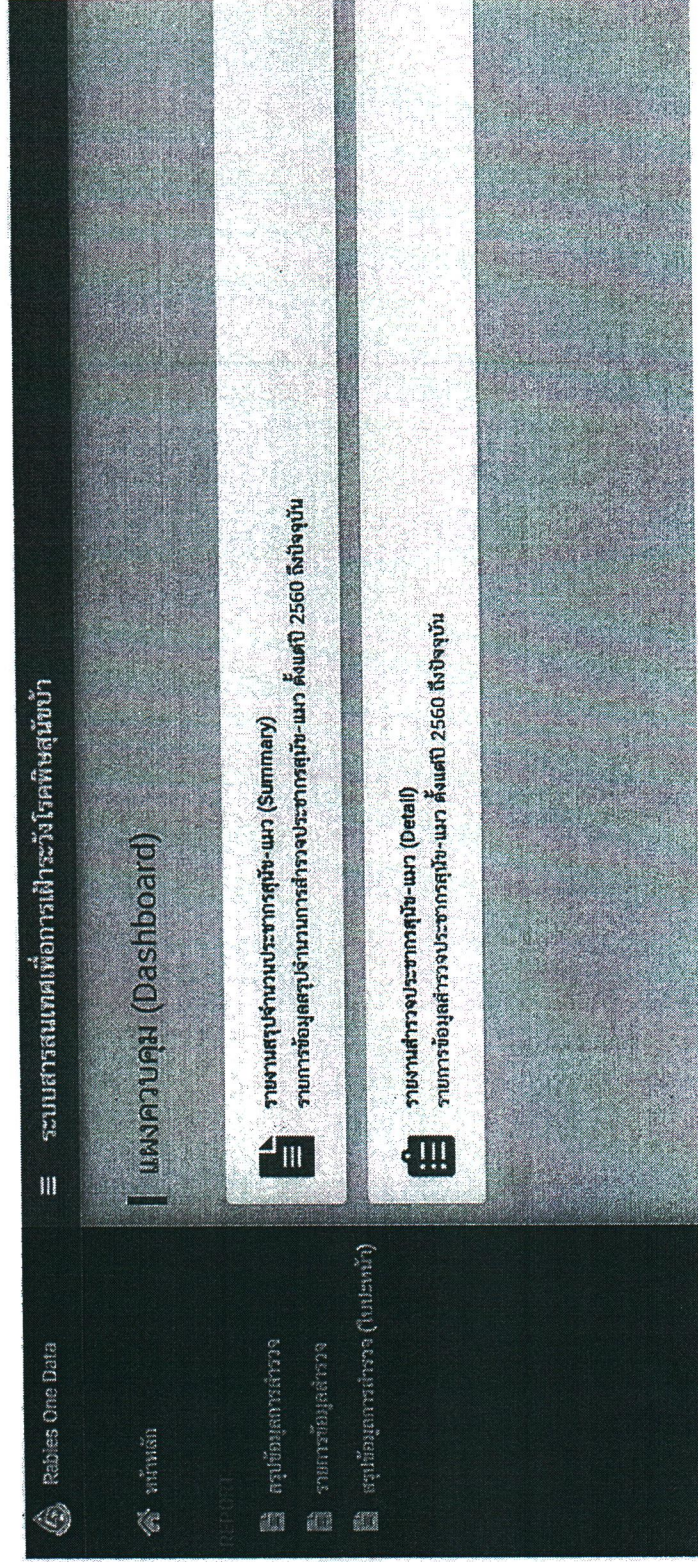 Rabies One Data
≡ ระบบสารสนเทศเพื่อการเฝ้าระวังโรคพิษสุนัขบ้า
หน้าหลัก
REPORT
สรุปข้อมูลการสำรวจ
รายการข้อมูลสำรวจ
สรุปข้อมูลการสำรวจ (ใบปะหน้า)
แผงควบคุม (Dashboard)
รายงานสรุปจำนวนประชากรสุนัข-แมว (Summary)
รายการข้อมูลสรุปจำนวนการสำรวจประชากรสุนัข-แมว ตั้งแต่ปี 2560 ถึงปัจจุบัน
รายงานสำรวจประชากรสุนัข-แมว (Detail)
รายการข้อมูลสำรวจประชากรสุนัข-แมว ตั้งแต่ปี 2560 ถึงปัจจุบัน